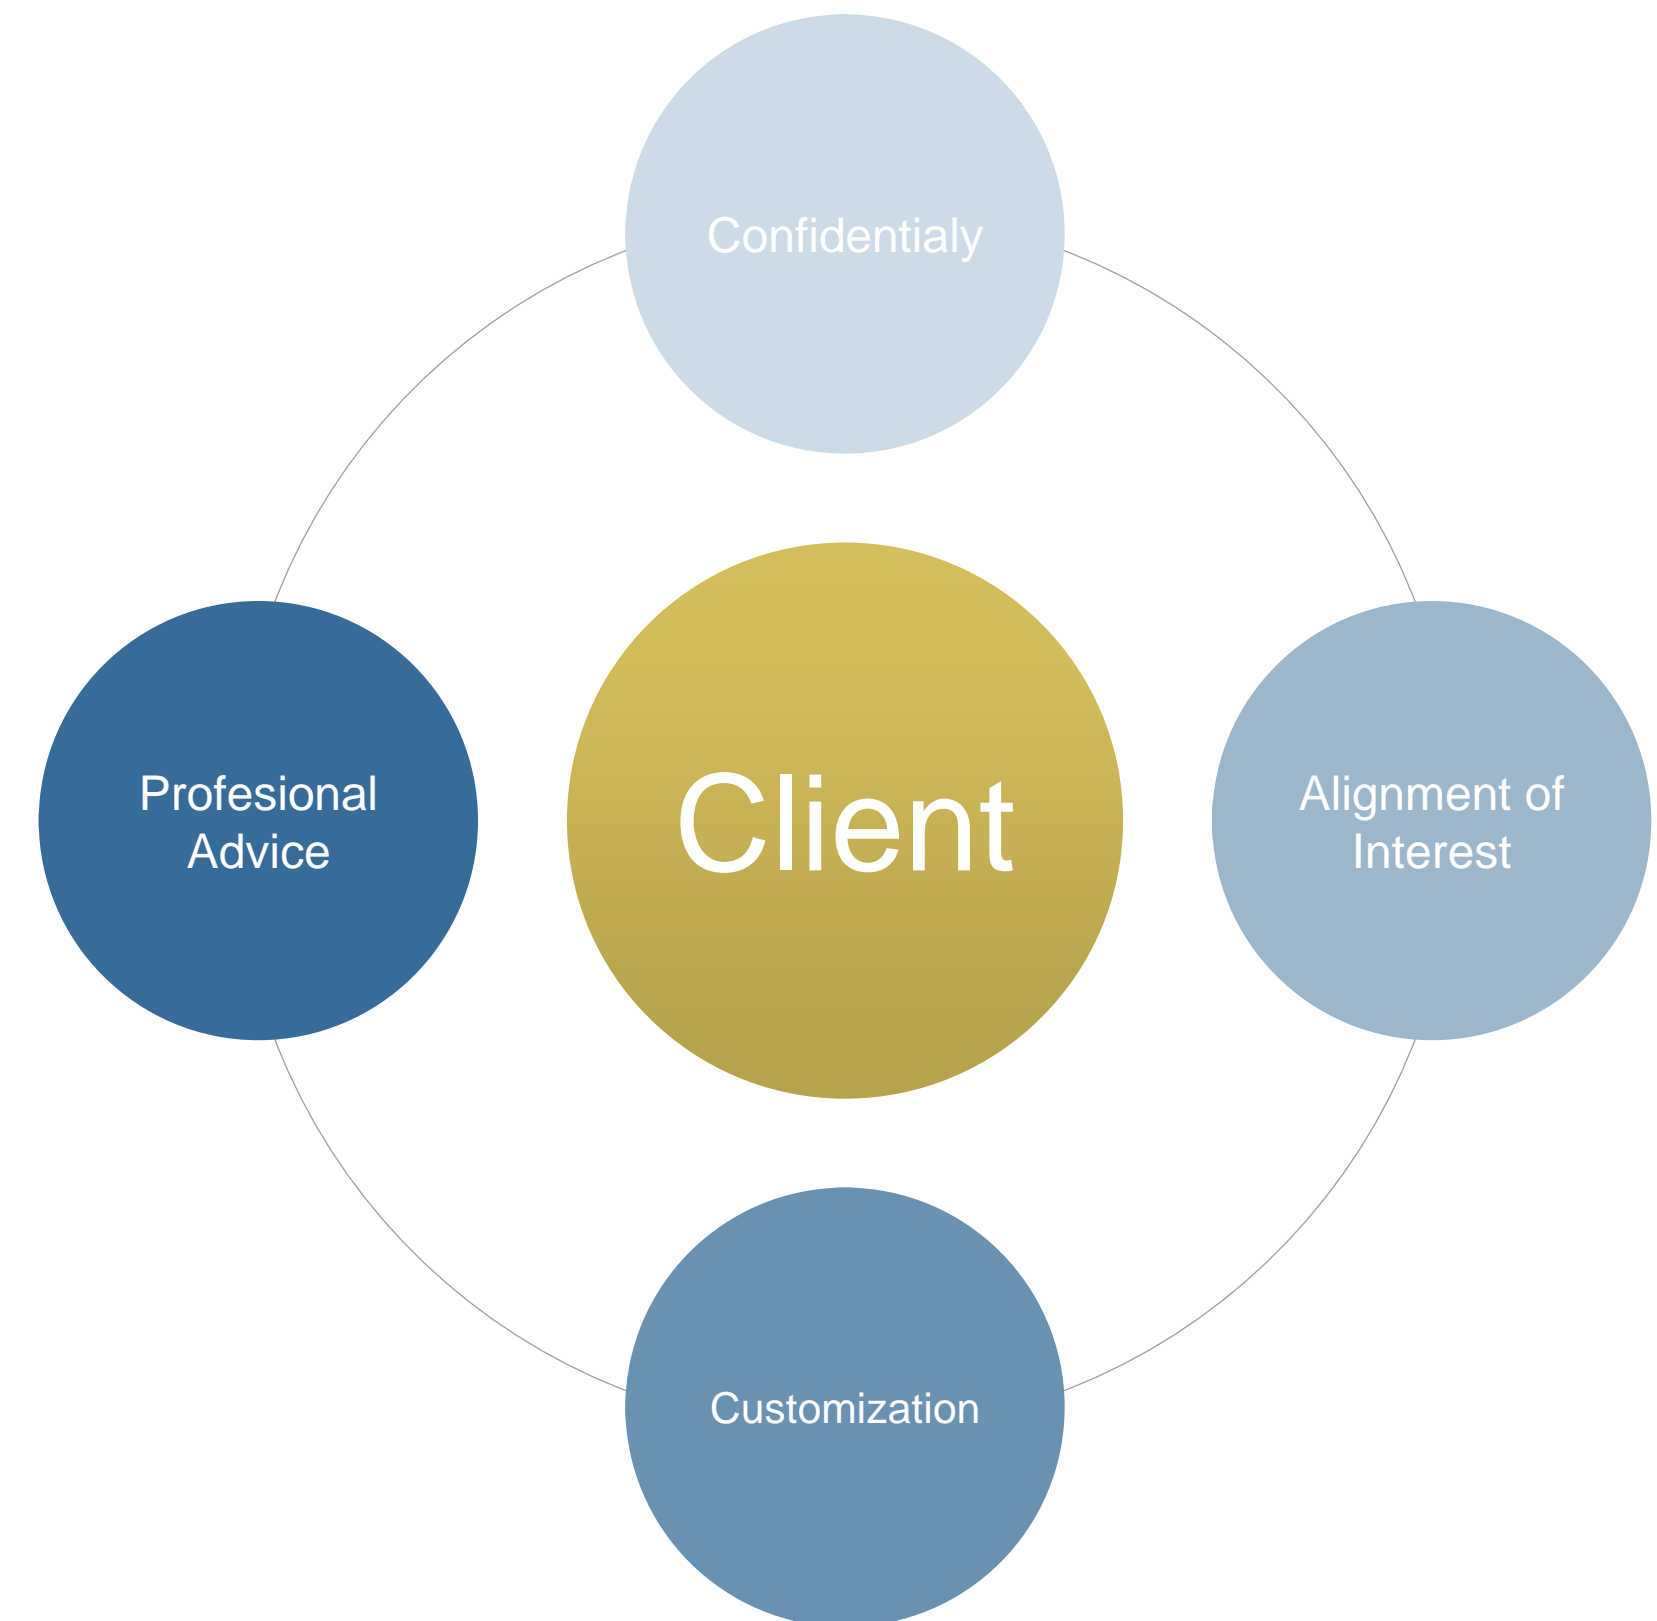 Confidentialy
Profesional
Advice
Client
Alignment of
Interest
Customization